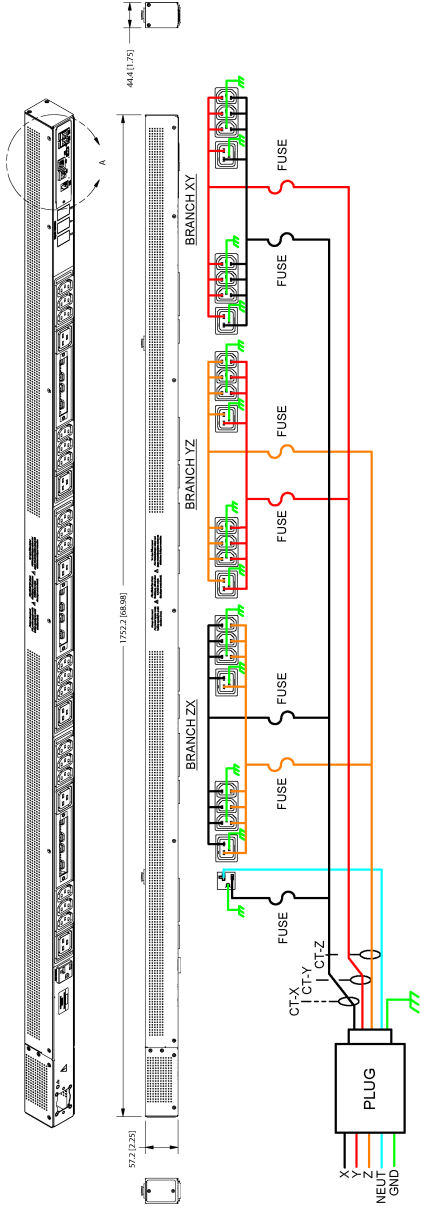 44.4 [1.75]
A
1752.2 [68.98]
57.2 [2.25]
BRANCH XY
BRANCH YZ
BRANCH ZX
FUSE
FUSE
FUSE
FUSE
FUSE
FUSE
FUSE
CT-X
CT-Y
CT-Z
PLUG
X
Y
Z
NEUT
GND